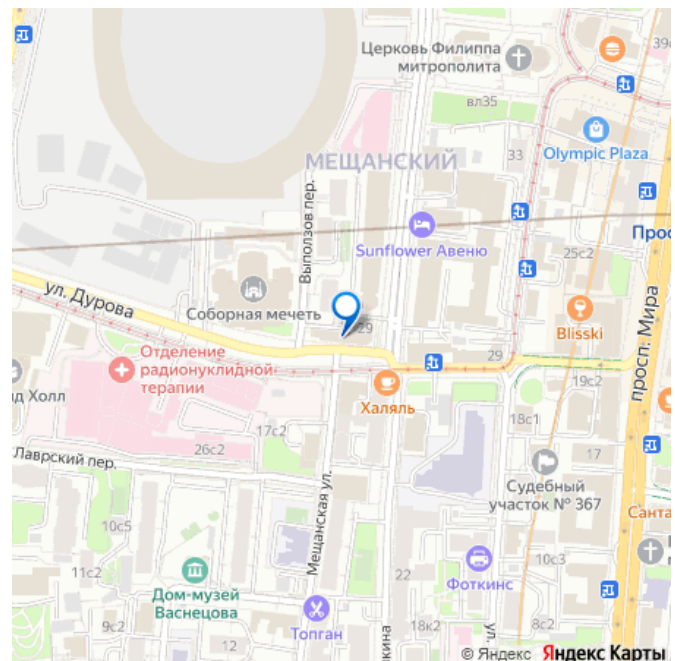 Церковь Филиппа
митрополита
39
вл35
МЕЩАНСКИЙ
33
Olympic Plaza
Выползов пер.
Sunflower Авеню
Прос
25с2
ул. Дурова
Соборная мечеть
29
Blisski
просп. Мира
Отделение
радионуклидной
терапии
29
19с2
д Холл
Халяль
17с2
18с1
26с2
17
Лаврский пер.
Судебный
участок № 367
Мещанская ул.
Санта
10с5
11с2
Дом-музей
Васнецова
22
Фоткинс
10с3
9с2
12
Топган
кина
18к2
ул.
8с2
© Яндекс Яндекс Карты